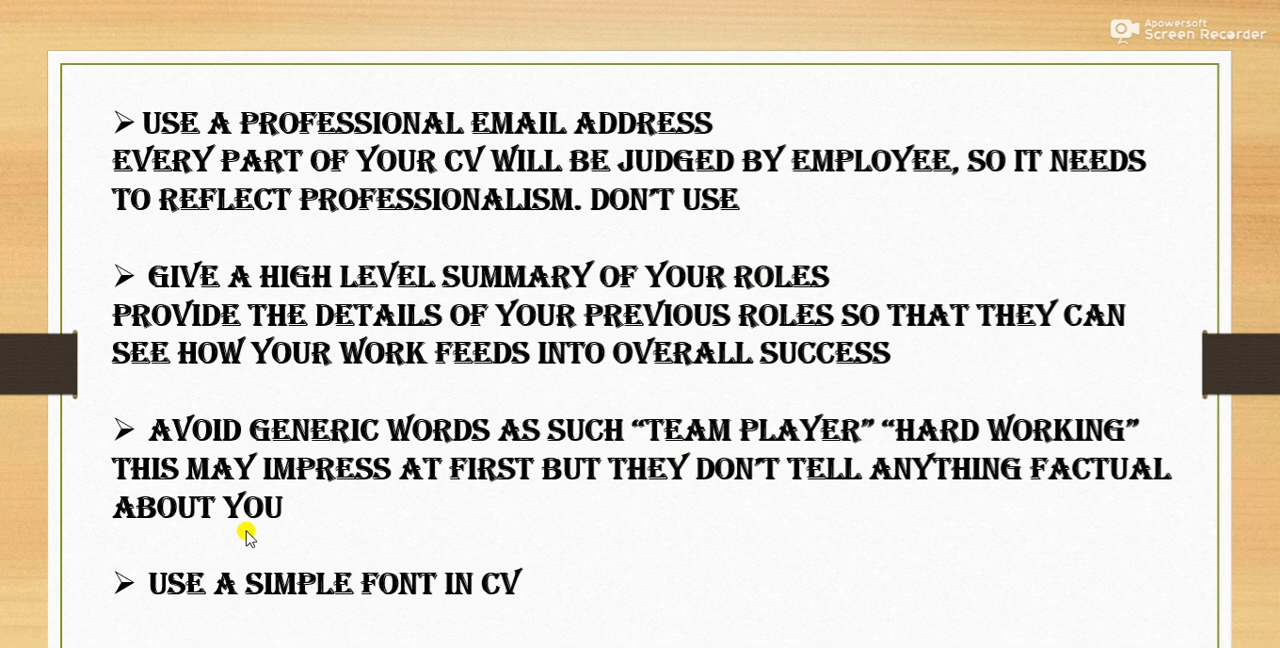 Apowersoft
Screen Recorder
➢ USE A PROFESSIONAL EMAIL ADDRESS
EVERY PART OF YOUR CV WILL BE JUDGED BY EMPLOYEE, SO IT NEEDS
TO REFLECT PROFESSIONALISM. DON'T USE
➢ GIVE A HIGH LEVEL SUMMARY OF YOUR ROLES
PROVIDE THE DETAILS OF YOUR PREVIOUS ROLES SO THAT THEY CAN
SEE HOW YOUR WORK FEEDS INTO OVERALL SUCCESS
➢ AVOID GENERIC WORDS AS SUCH “TEAM PLAYER” “HARD WORKING”
THIS MAY IMPRESS AT FIRST BUT THEY DON'T TELL ANYTHING FACTUAL
ABOUT YOU
➢ USE A SIMPLE FONT IN CV